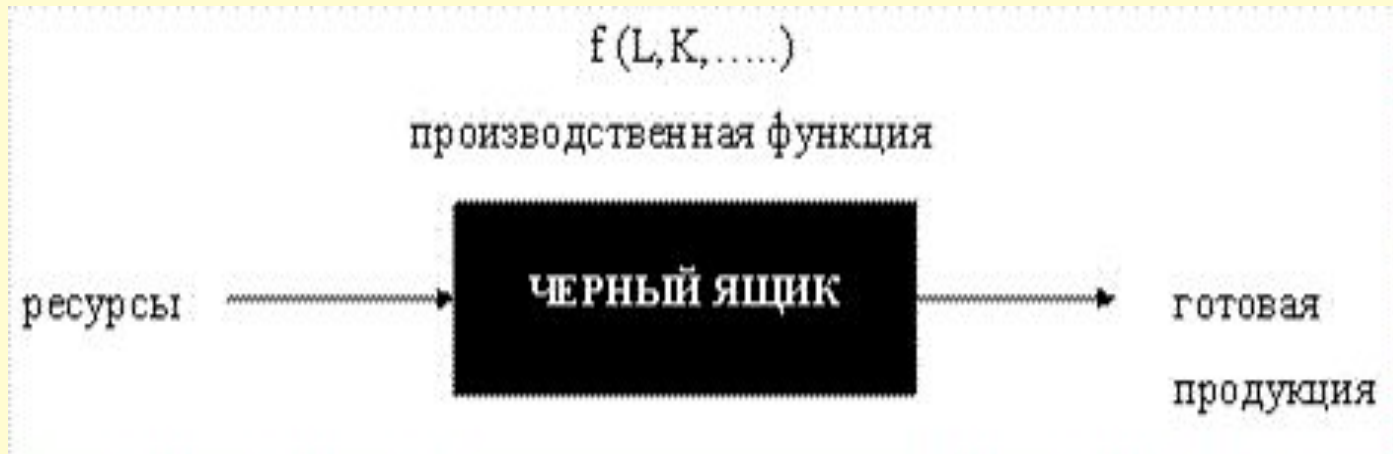 f (L, K, .....)
производственная функция
ЧЕРНЫЙ ЯЩИК
ресурсы
готовая
продукция